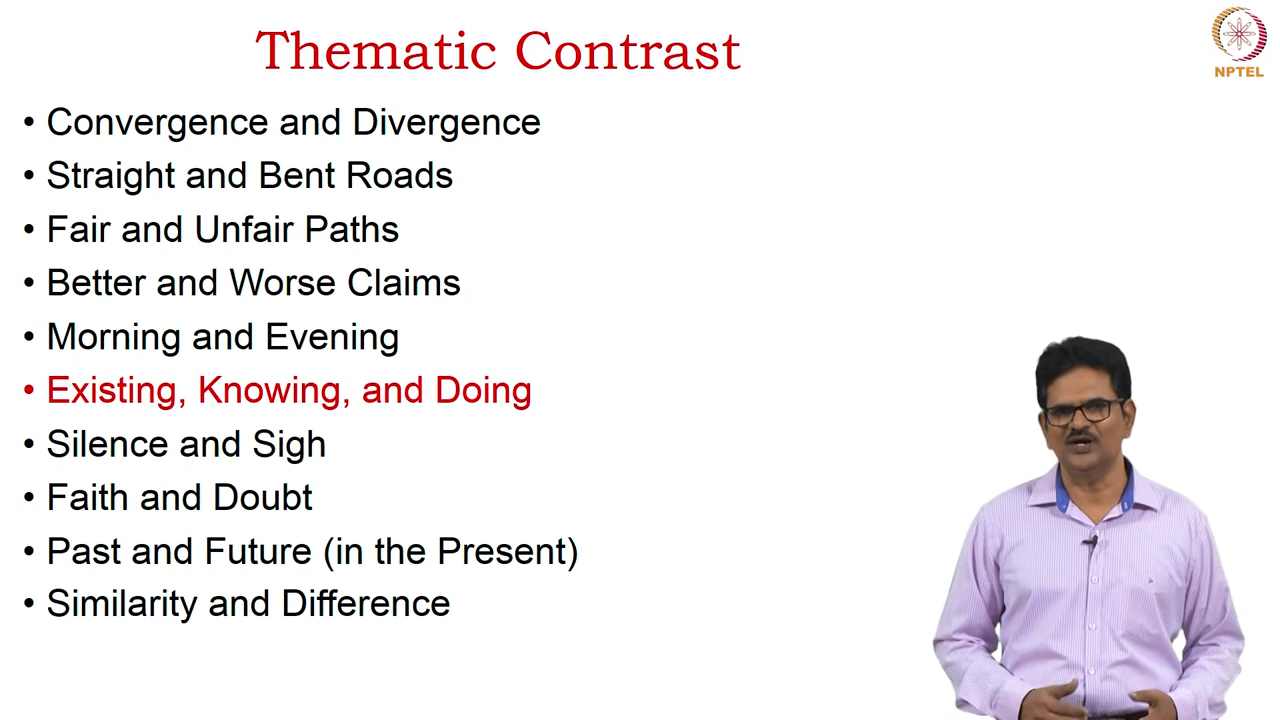 Thematic Contrast
NPTEL
• Convergence and Divergence
• Straight and Bent Roads
• Fair and Unfair Paths
• Better and Worse Claims
• Morning and Evening
• Existing, Knowing, and Doing
• Silence and Sigh
• Faith and Doubt
• Past and Future (in the Present)
• Similarity and Difference